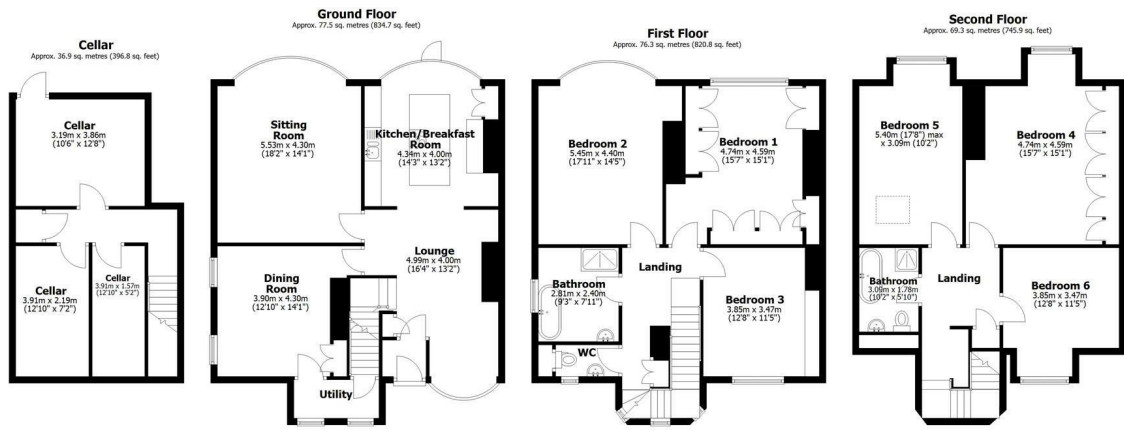 Cellar
Approx. 36.9 sq. metres (396.8 sq. feet)
Cellar
3.19m x 3.86m
(10'6" x 12'8")
Cellar
3.91m x 2.19m
(12'10" x 7'2")
Cellar
3.91m x 1.57m
(12'10" x 5'2")
Ground Floor
Approx. 77.5 sq. metres (834.7 sq. feet)
Sitting
Room
5.53m x 4.30m
(18'2" x 14'1")
Kitchen/Breakfast
Room
4.34m x 4.00m
(14'3" x 13'2")
Lounge
4.99m x 4.00m
(16'4" x 13'2")
Dining
Room
3.90m x 4.30m
(12'10" x 14'1")
Utility
First Floor
Approx. 76.3 sq. metres (820.8 sq. feet)
Bedroom 2
5.45m x 4.40m
(17'11" x 14'5")
Bedroom 1
4.74m x 4.59m
(15'7" x 15'1")
Landing
Bathroom
2.81m x 2.40m
(9'3" x 7'11")
Bedroom 3
3.85m x 3.47m
(12'8" x 11'5")
WC
Second Floor
Approx. 69.3 sq. metres (745.9 sq. feet)
Bedroom 5
5.40m (17'8") max
x 3.09m (10'2")
Bedroom 4
4.74m x 4.59m
(15'7" x 15'1")
Landing
Bathroom
3.09m x 1.78m
(10'2" x 5'10")
Bedroom 6
3.85m x 3.47m
(12'8" x 11'5")